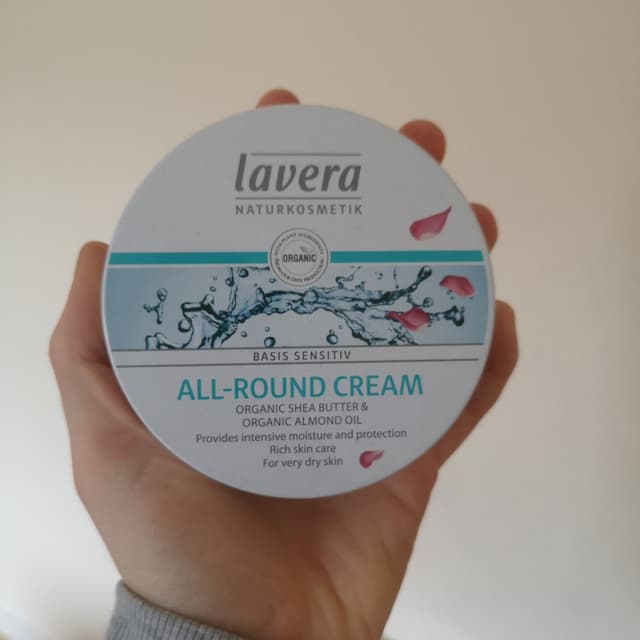 lavera
NATURKOSMETIK
ORGANIC
BASIS SENSITIV
ALL-ROUND CREAM
ORGANIC SHEA BUTTER &
ORGANIC ALMOND OIL
Provides intensive moisture and protection
Rich skin care
For very dry skin